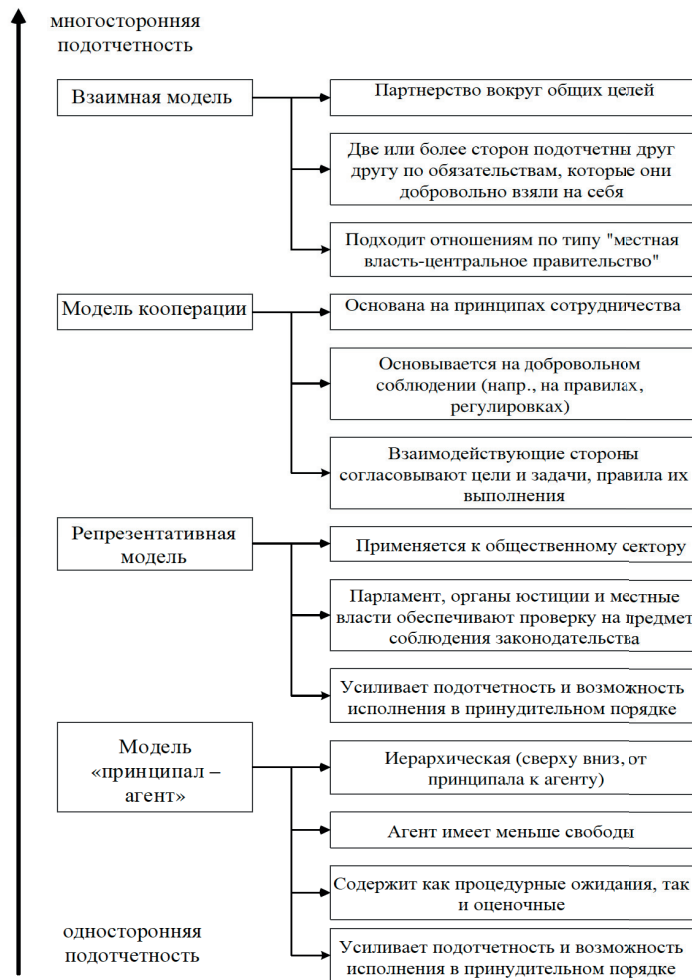 многосторонняя
подотчетность
Взаимная модель
Партнерство вокруг общих целей
Две или более сторон подотчетны друг
другу по обязательствам, которые они
добровольно взяли на себя
Подходит отношениям по типу "местная
власть-центральное правительство"
Модель кооперации
Основана на принципах сотрудничества
Основывается на добровольном
соблюдении (напр., на правилах,
регулировках)
Взаимодействующие стороны
согласовывают цели и задачи, правила их
выполнения
Репрезентативная
модель
Применяется к общественному сектору
Парламент, органы юстиции и местные
власти обеспечивают проверку на предмет
соблюдения законодательства
Усиливает подотчетность и возможность
исполнения в принудительном порядке
Модель
«принципал –
агент»
Иерархическая (сверху вниз, от
принципала к агенту)
Агент имеет меньше свободы
Содержит как процедурные ожидания, так
и оценочные
Усиливает подотчетность и возможность
исполнения в принудительном порядке
односторонняя
подотчетность